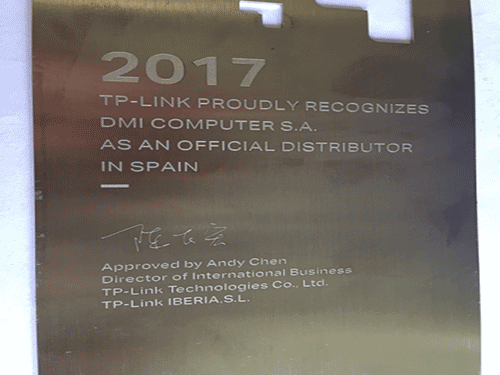 2017
TP-LINK PROUDLY RECOGNIZES
DMI COMPUTER S.A.
AS AN OFFICIAL DISTRIBUTOR
IN SPAIN
Approved by Andy Chen
Director of International Business
TP-Link Technologies Co., Ltd.
TP-Link IBERIA.S.L.